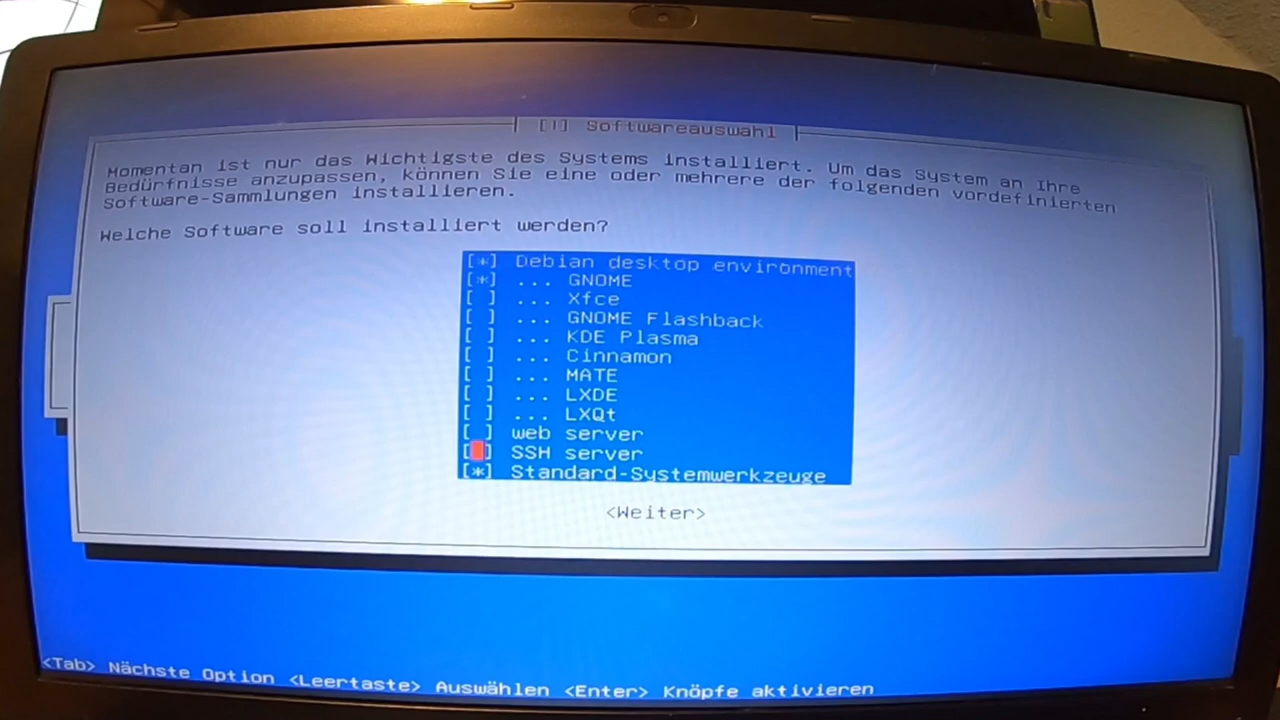 [!] Softwareauswahl
Momentan ist nur das Wichtigste des Systems installiert. Um das System an Ihre
Bedürfnisse anzupassen, können Sie eine oder mehrere der folgenden vordefinierten
Software-Sammlungen installieren.
Welche Software soll installiert werden?
[*] Debian desktop environment
[*] ... GNOME
[ ] ... Xfce
[ ] ... GNOME Flashback
[ ] ... KDE Plasma
[ ] ... Cinnamon
[ ] ... MATE
[ ] ... LXDE
[ ] ... LXQt
[ ] web server
[ ] SSH server
[*] Standard-Systemwerkzeuge
<Weiter>
<Tab> Nächste Option <Leertaste> Auswählen <Enter> Knöpfe aktivieren